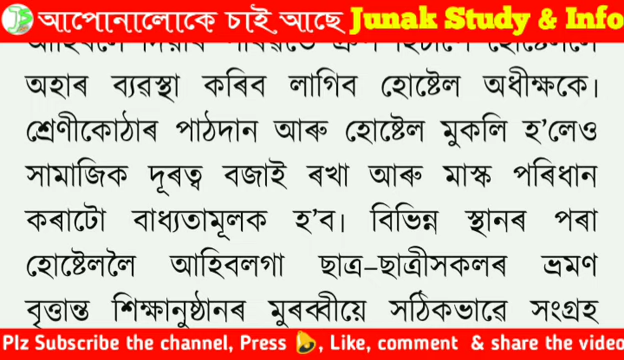 আপোনালোকে চাই আছে Junak Study & Info
অহাৰ ব্যৱস্থা কৰিব লাগিব হোষ্টেল অধীক্ষকে।
শ্ৰেণীকোঠাৰ পাঠদান আৰু হোষ্টেল মুকলি হ’লেও
সামাজিক দূৰত্ব বজাই ৰখা আৰু মাস্ক পৰিধান
কৰাটো বাধ্যতামূলক হ’ব। বিভিন্ন স্থানৰ পৰা
হোষ্টেললৈ আহিবলগা ছাত্ৰ–ছাত্ৰীসকলৰ ভ্ৰমণ
বৃত্তান্ত শিক্ষানুষ্ঠানৰ মুৰব্বীয়ে সঠিকভাৱে সংগ্ৰহ
Plz Subscribe the channel, Press , Like, comment & share the video